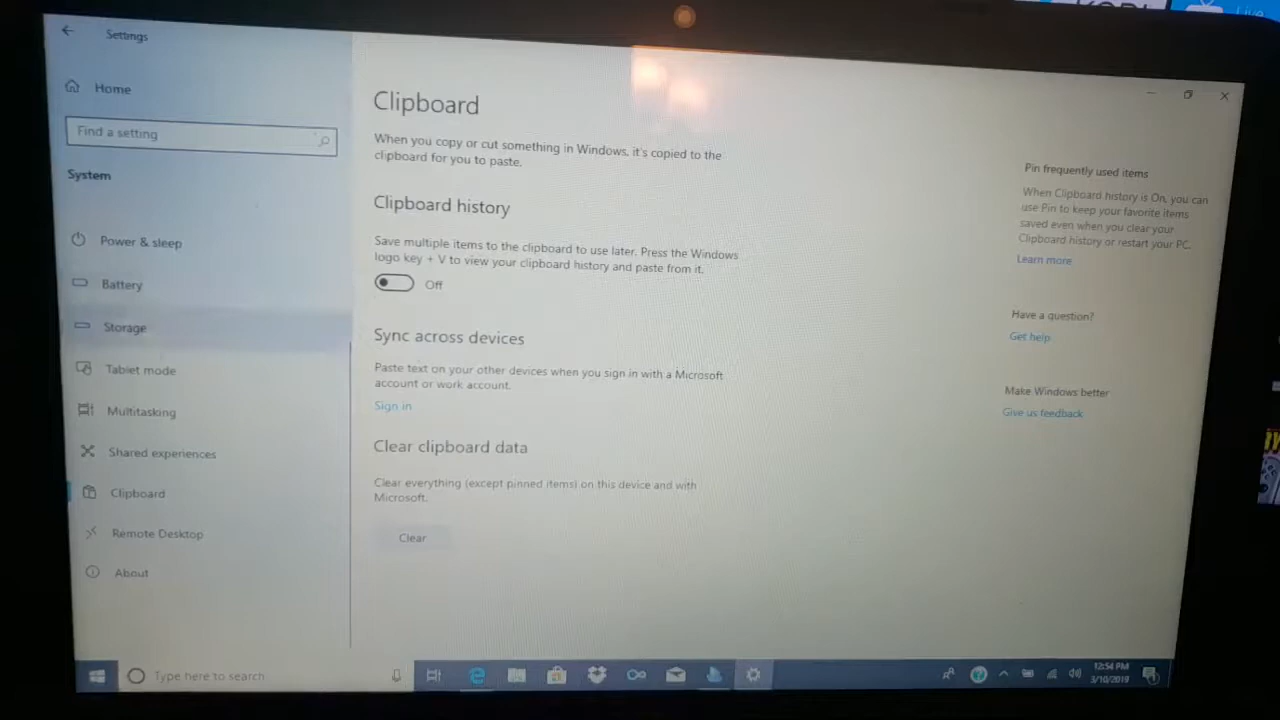 Settings
Home
Find a setting
System
Power & sleep
Battery
Storage
Tablet mode
Multitasking
Shared experiences
Clipboard
Remote Desktop
About
Clipboard
When you copy or cut something in Windows, it's copied to the
clipboard for you to paste.
Clipboard history
Save multiple items to the clipboard to use later. Press the Windows
logo key + V to view your clipboard history and paste from it.
Off
Sync across devices
Paste text on your other devices when you sign in with a Microsoft
account or work account.
Sign in
Clear clipboard data
Clear everything (except pinned items) on this device and with
Microsoft.
Clear
Pin frequently used items
When Clipboard history is On, you can
use Pin to keep your favorite items
saved even when you clear your
Clipboard history or restart your PC.
Learn more
Have a question?
Get help
Make Windows better
Give us feedback
Type here to search
12:54 PM
3/10/2019